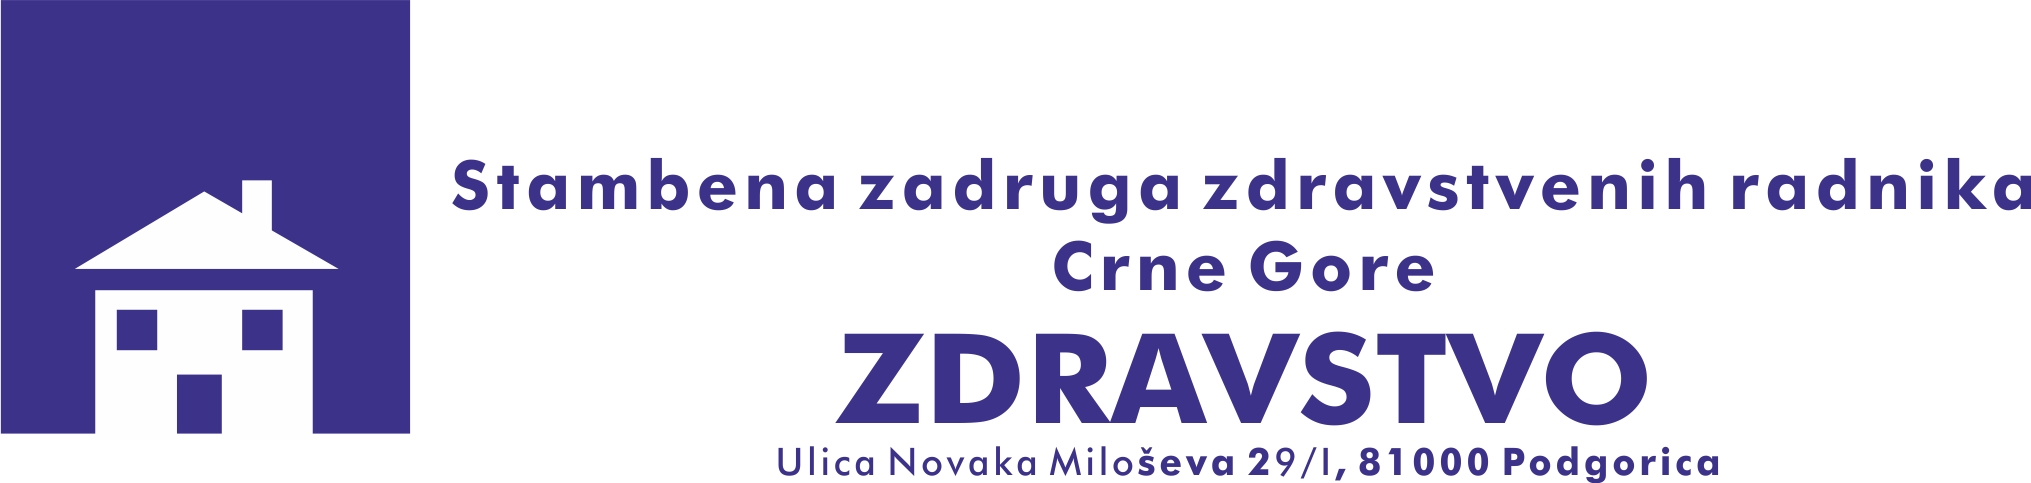 Stambena zadruga zdravstvenih radnika
Crne Gore
ZDRAVSTVO
Ulica Novaka Miloševa 29/I, 81000 Podgorica